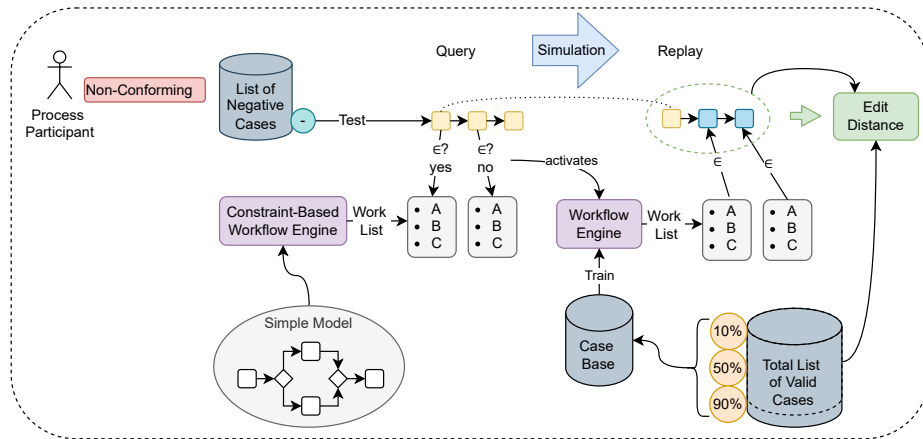 Query
Simulation
Replay
Process
Participant
Non-Conforming
List of
Negative
Cases
-
Test
Edit
Distance
∈?
yes
∈?
no
activates
∈
∈
Constraint-Based
Workflow Engine
Work
List
• A
• B
• C
• A
• B
• C
Workflow
Engine
Work
List
• A
• B
• C
• A
• B
• C
Train
Simple Model
Case
Base
10%
50%
90%
Total List
of Valid
Cases